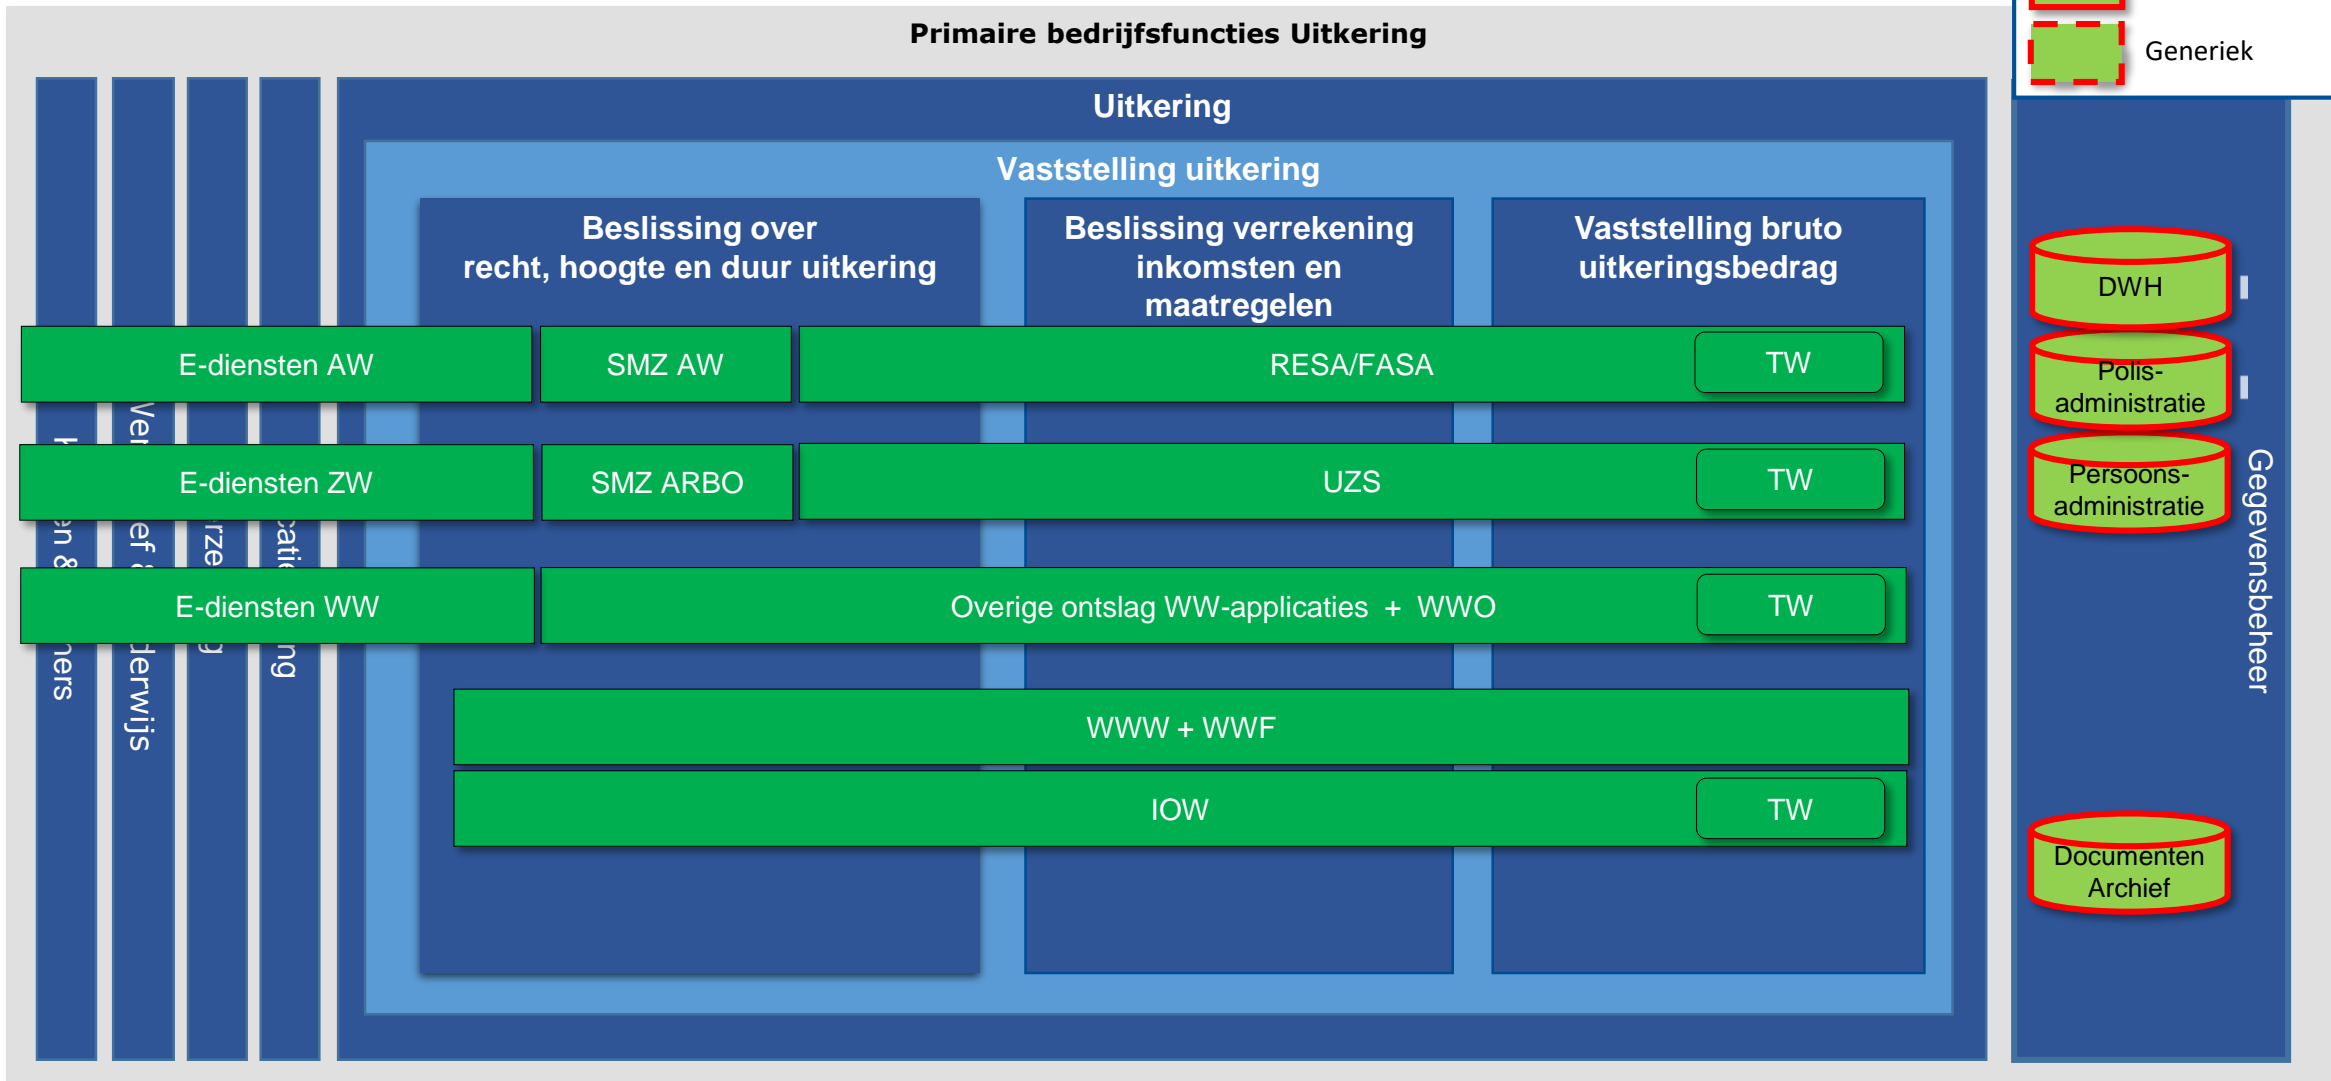 Primaire bedrijfsfuncties Uitkering
Generiek
Uitkering
Vaststelling uitkering
Beslissing over
recht, hoogte en duur uitkering
Beslissing verrekening
inkomsten en
maatregelen
Vaststelling bruto
uitkeringsbedrag
E-diensten AW
SMZ AW
RESA/FASA
TW
E-diensten ZW
SMZ ARBO
UZS
TW
E-diensten WW
Overige ontslag WW-applicaties + WWO
TW
WWW + WWF
IOW
TW
DWH
Polis-
administratie
Persoons-
administratie
Documenten
Archief
Gegevensbeheer